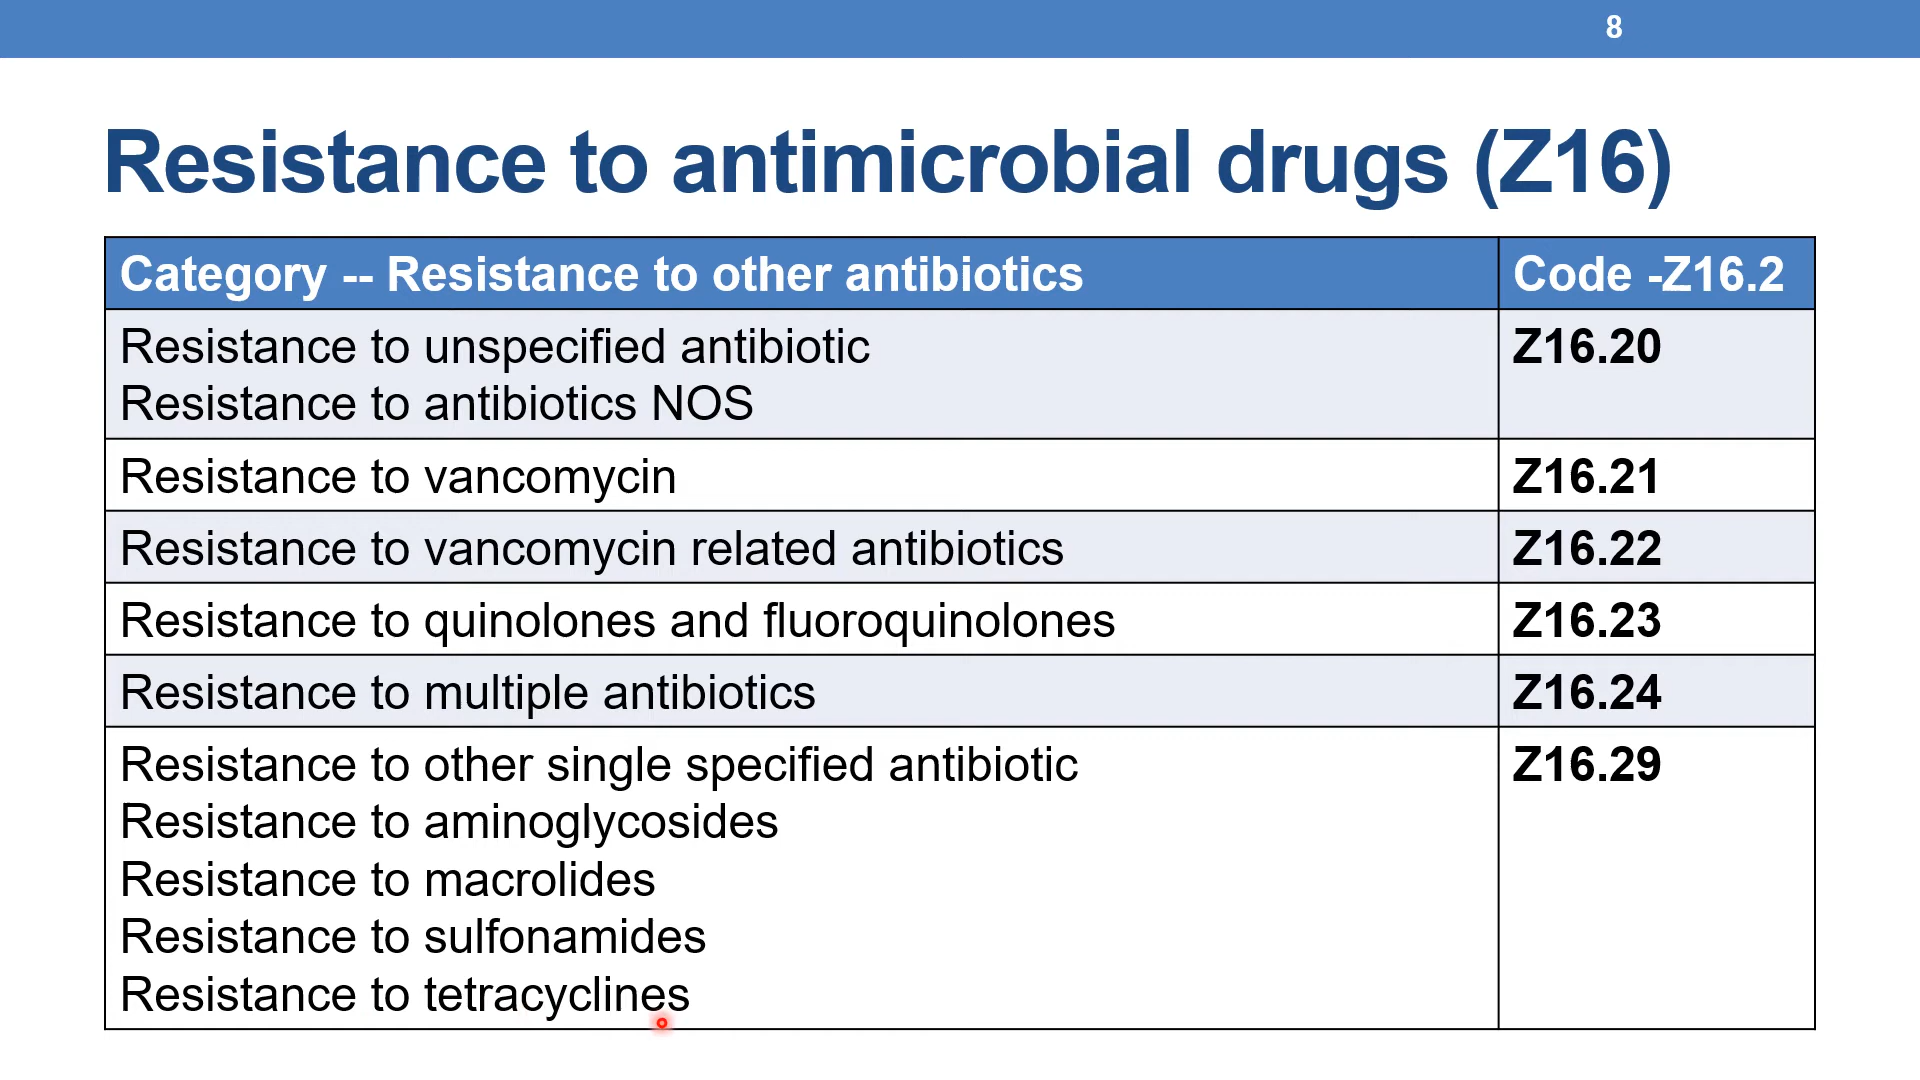 8
Resistance to antimicrobial drugs (Z16)
Category -- Resistance to other antibiotics Code -Z16.2
Resistance to unspecified antibiotic Z16.20
Resistance to antibiotics NOS
Resistance to vancomycin Z16.21
Resistance to vancomycin related antibiotics Z16.22
Resistance to quinolones and fluoroquinolones Z16.23
Resistance to multiple antibiotics Z16.24
Resistance to other single specified antibiotic Z16.29
Resistance to aminoglycosides
Resistance to macrolides
Resistance to sulfonamides
Resistance to tetracyclines